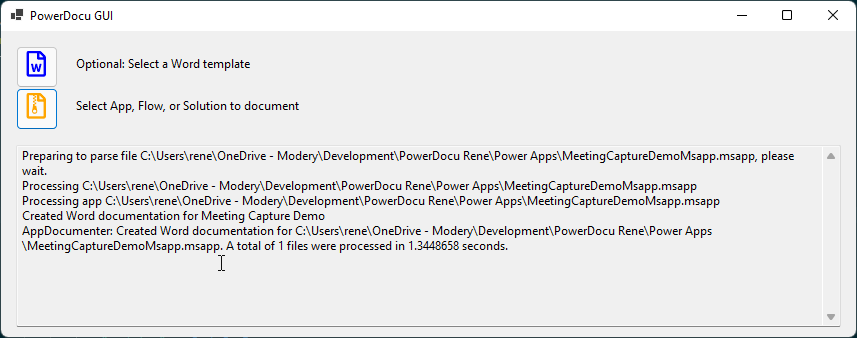 PowerDocu GUI
Optional: Select a Word template
Select App, Flow, or Solution to document
Preparing to parse file C:\Users\rene\OneDrive - Modery\Development\PowerDocu Rene\Power Apps\MeetingCaptureDemoMsapp.msapp, please
wait.
Processing C:\Users\rene\OneDrive - Modery\Development\PowerDocu Rene\Power Apps\MeetingCaptureDemoMsapp.msapp
Processing app C:\Users\rene\OneDrive - Modery\Development\PowerDocu Rene\Power Apps\MeetingCaptureDemoMsapp.msapp
Created Word documentation for Meeting Capture Demo
AppDocumenter: Created Word documentation for C:\Users\rene\OneDrive - Modery\Development\PowerDocu Rene\Power Apps
\MeetingCaptureDemoMsapp.msapp. A total of 1 files were processed in 1.3448658 seconds.